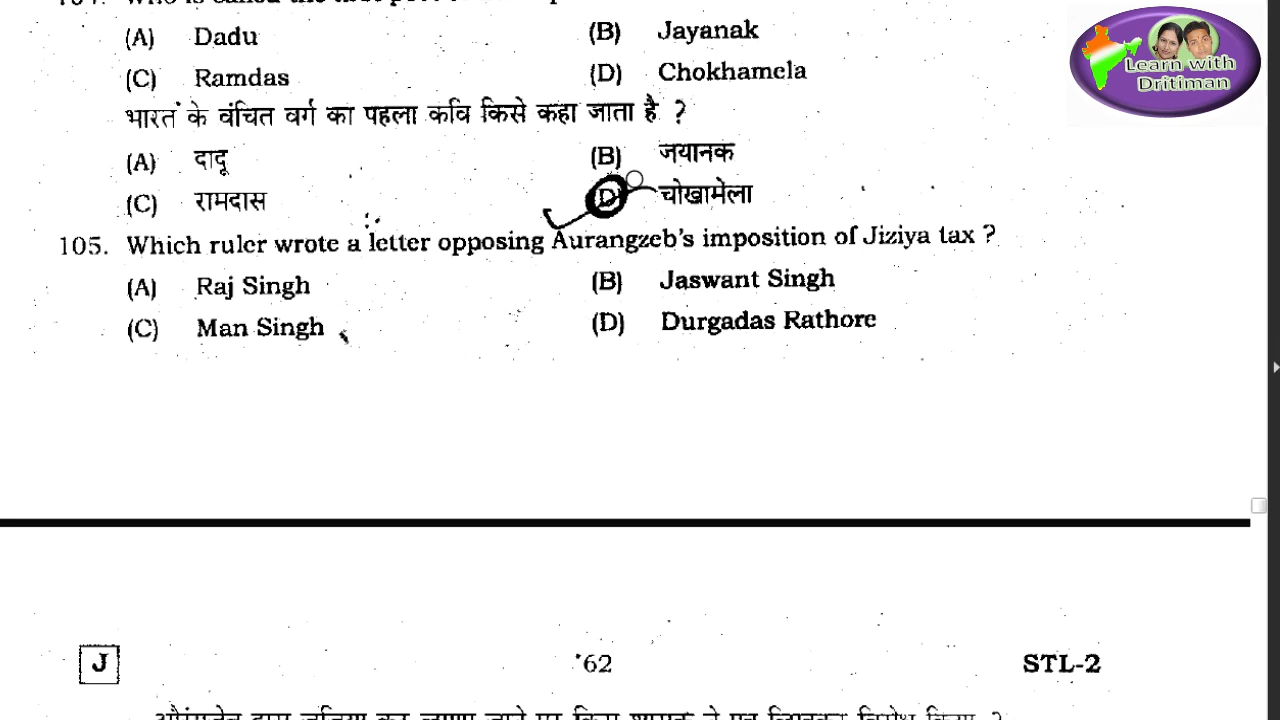 (A) Dadu (B) Jayanak
(C) Ramdas (D) Chokhamela
भारत के वंचित वर्ग का पहला कवि किसे कहा जाता है ?
(A) दादू (B) जयानक
(C) रामदास (D) चोखामेला
105. Which ruler wrote a letter opposing Aurangzeb's imposition of Jiziya tax ?
(A) Raj Singh (B) Jaswant Singh
(C) Man Singh (D) Durgadas Rathore
J 62 STL-2
Learn with
Dritiman